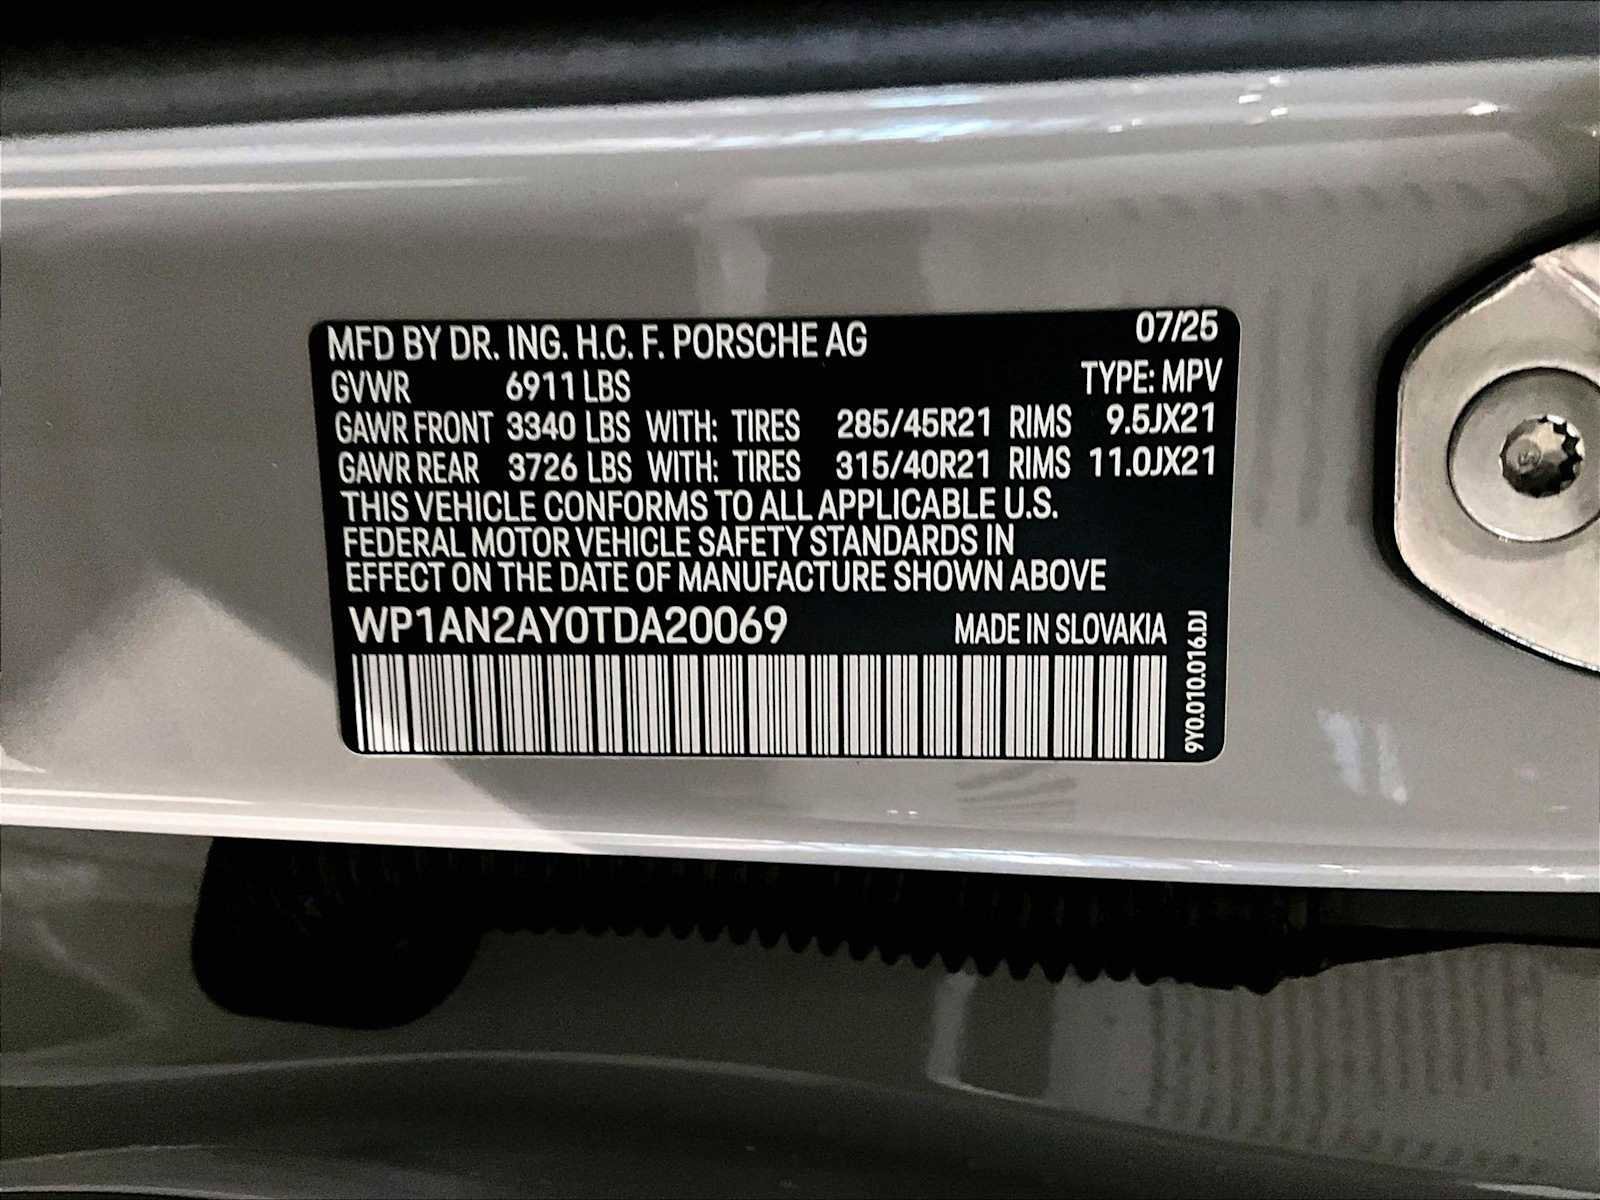 MFD BY DR. ING. H.C. F. PORSCHE AG 07/25
GVWR 6911 LBS TYPE: MPV
GAWR FRONT 3340 LBS WITH: TIRES 285/45R21 RIMS 9.5JX21
GAWR REAR 3726 LBS WITH: TIRES 315/40R21 RIMS 11.0JX21
THIS VEHICLE CONFORMS TO ALL APPLICABLE U.S.
FEDERAL MOTOR VEHICLE SAFETY STANDARDS IN
EFFECT ON THE DATE OF MANUFACTURE SHOWN ABOVE
WP1AN2AY0TDA20069 MADE IN SLOVAKIA
9Y0.010.016.DJ